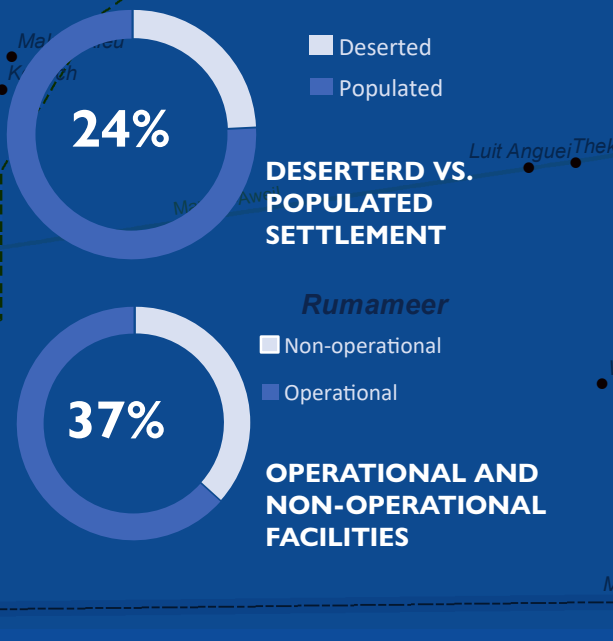 Deserted
Populated
24%
Luit Anguei
DESERTERD VS.
POPULATED
SETTLEMENT
Rumameer
Non-operational
Operational
37%
OPERATIONAL AND
NON-OPERATIONAL
FACILITIES